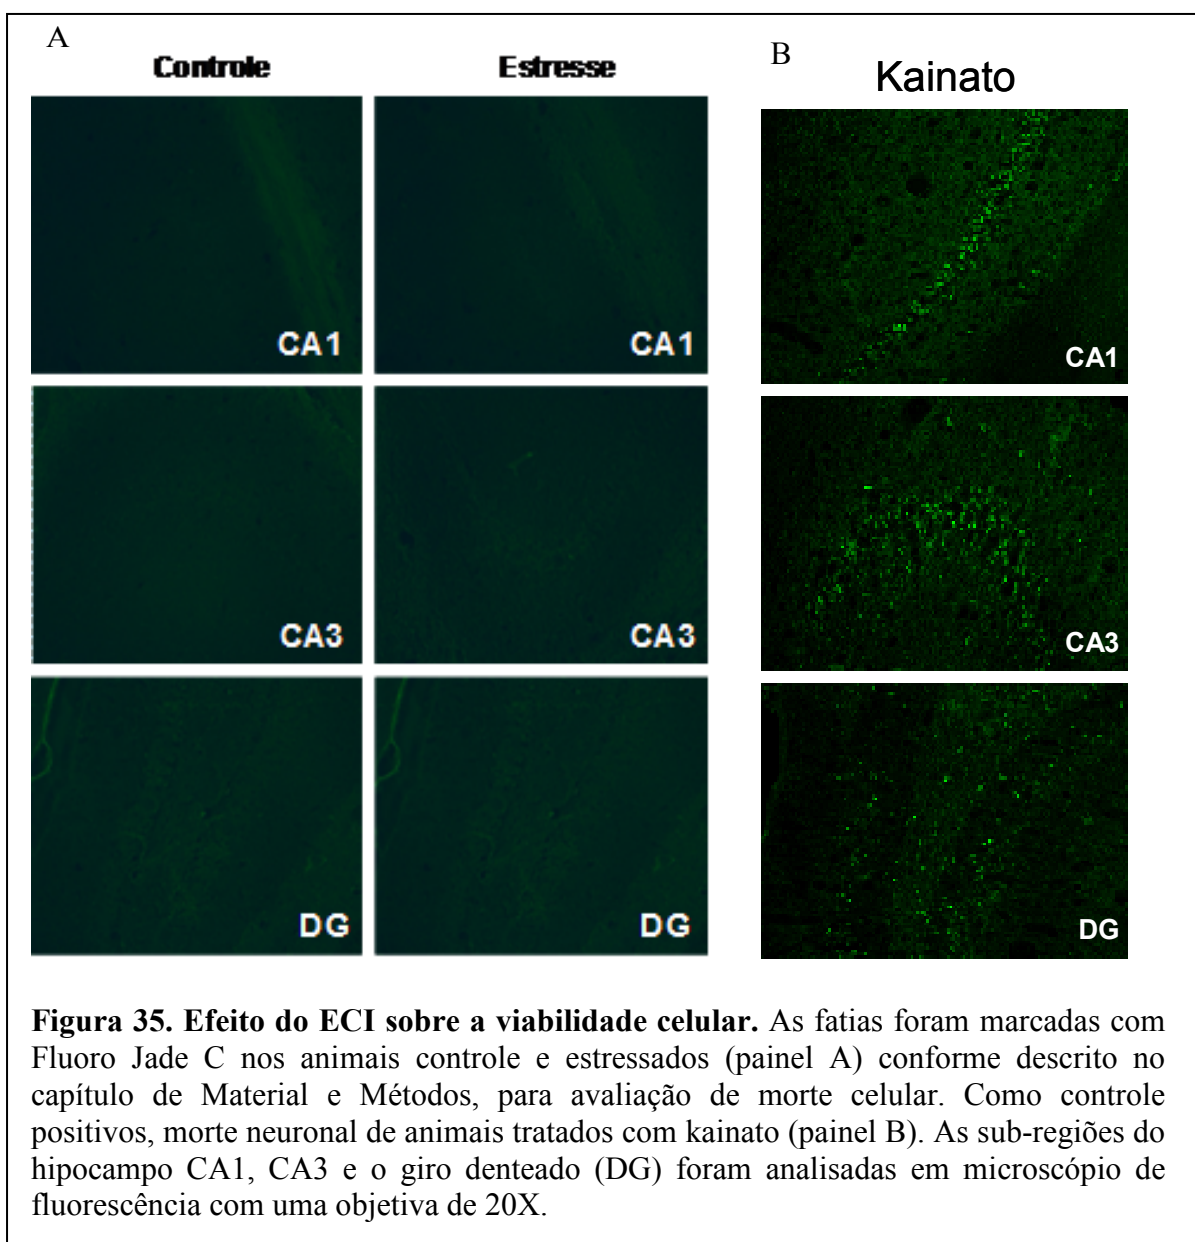 A
Controle Estresse
B
Kainato
CA1 CA1 CA1
CA3 CA3 CA3
DG DG DG
Figura 35. Efeito do ECI sobre a viabilidade celular. As fatias foram marcadas com
Fluoro Jade C nos animais controle e estressados (painel A) conforme descrito no
capítulo de Material e Métodos, para avaliação de morte celular. Como controle
positivos, morte neuronal de animais tratados com kainato (painel B). As sub-regiões do
hipocampo CA1, CA3 e o giro denteado (DG) foram analisadas em microscópio de
fluorescência com uma objetiva de 20X.